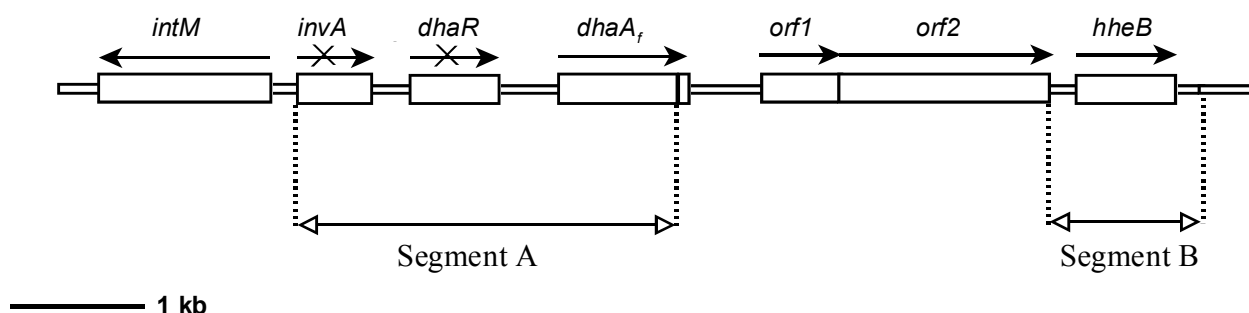 intM invA dhaR dhaAf orf1 orf2 hheB
Segment A Segment B
1 kb